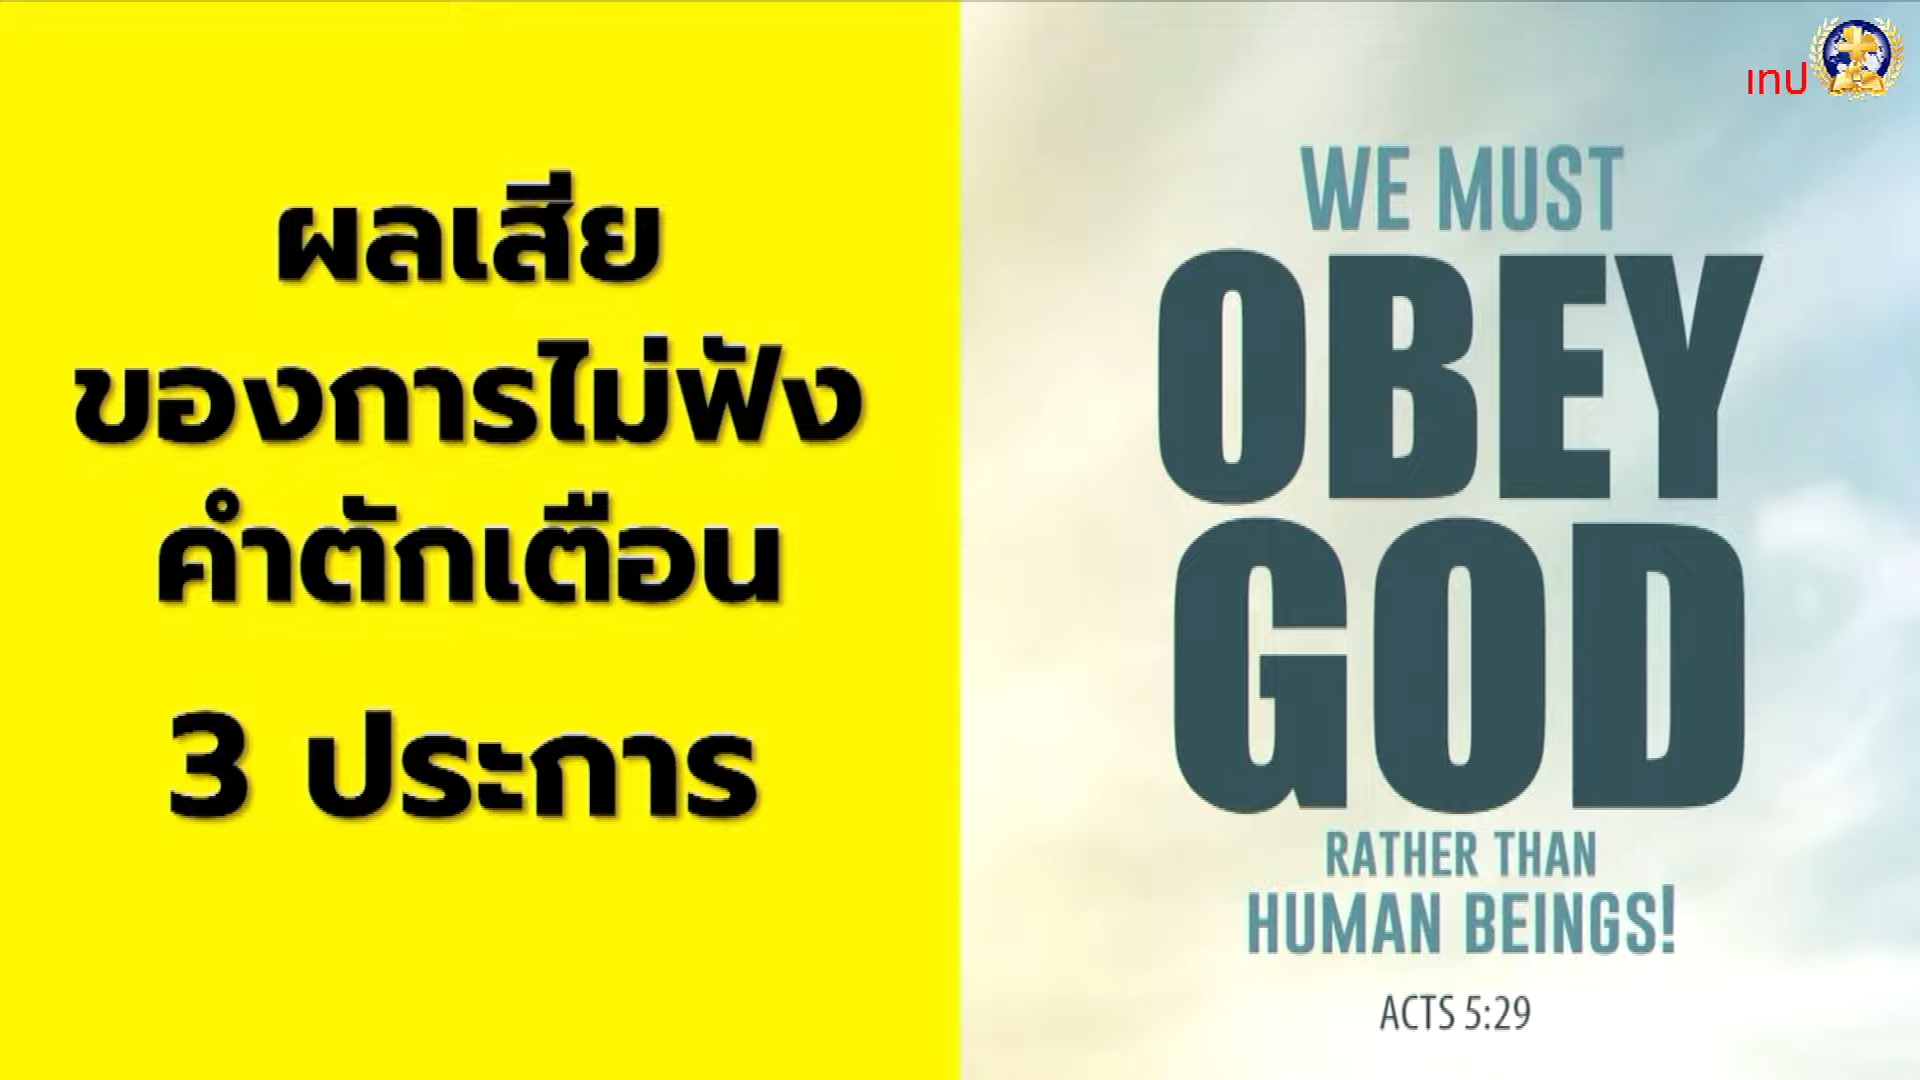 ผลเสีย
ของการไม่ฟัง
คำตักเตือน
3 ประการ
เทป
WE MUST
OBEY
GOD
RATHER THAN
HUMAN BEINGS!
ACTS 5:29